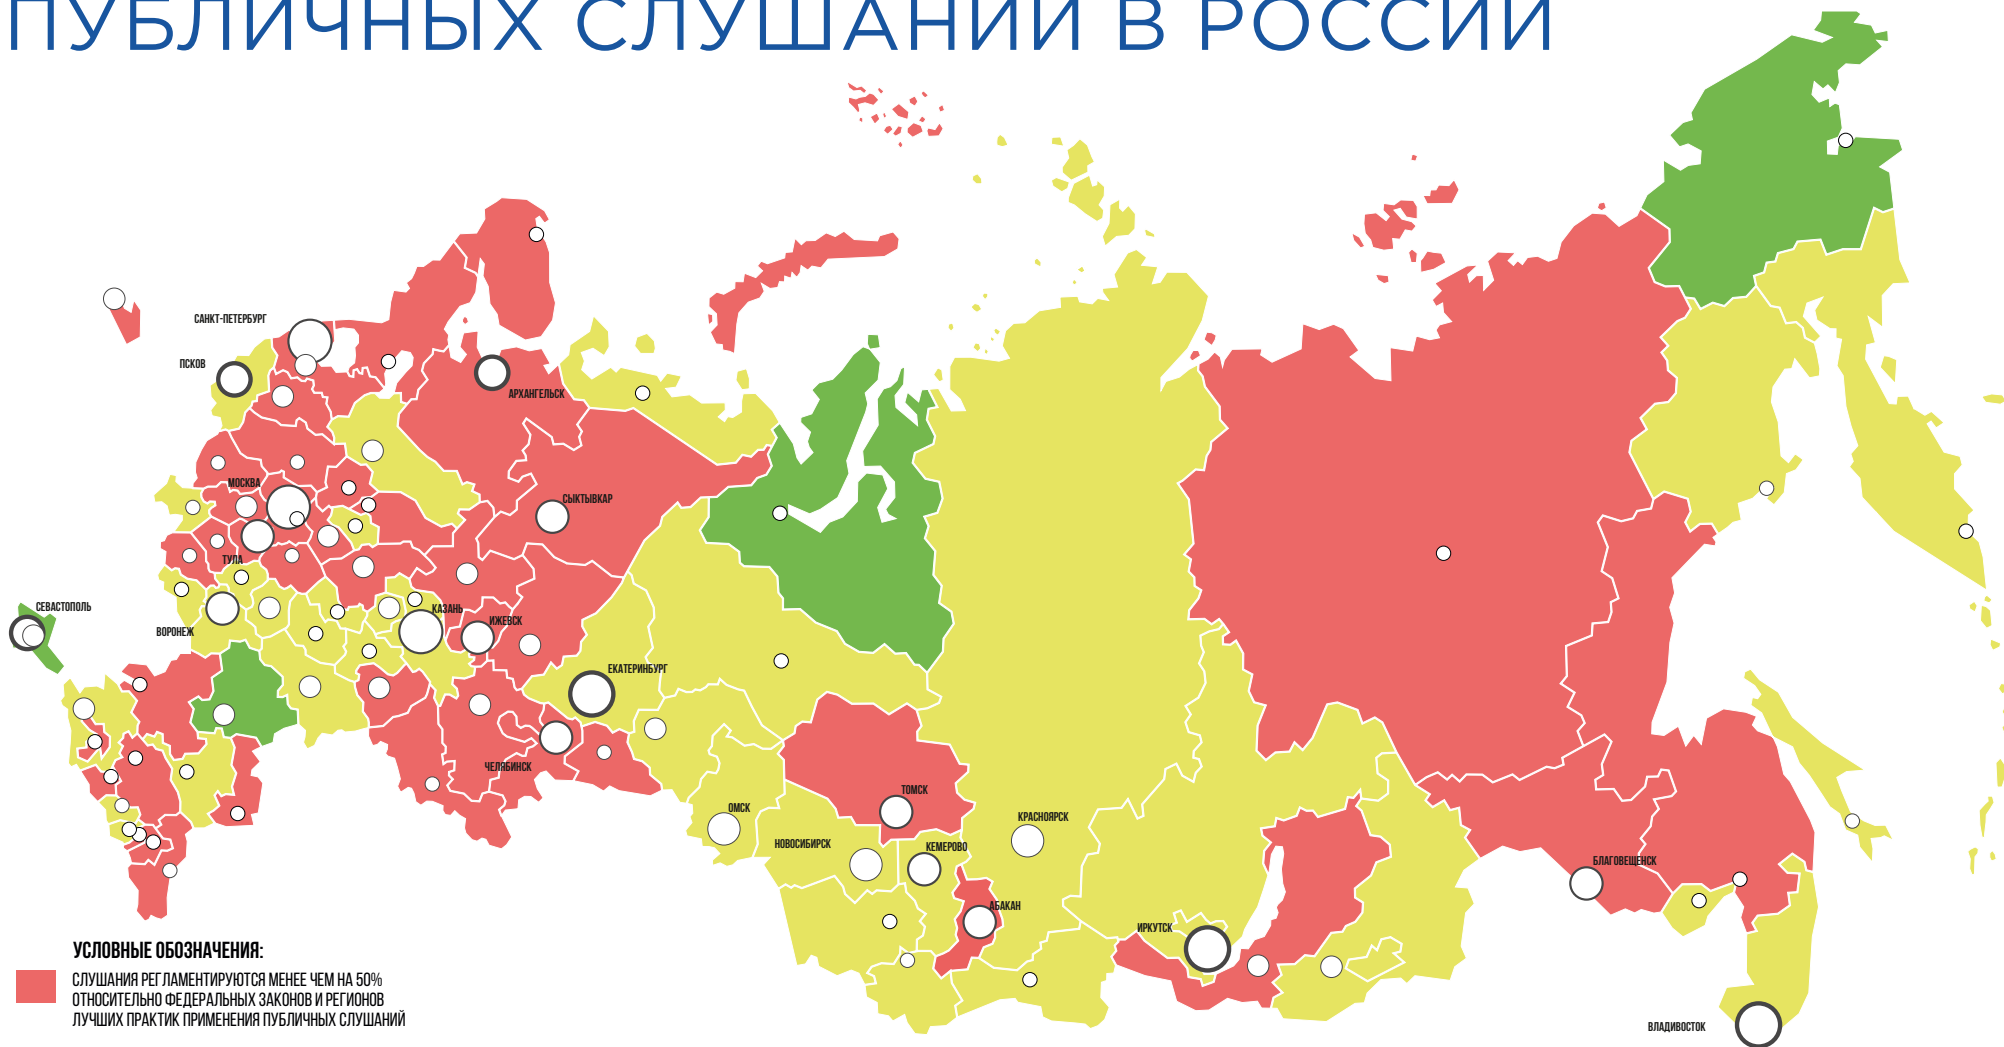 ПУБЛИЧНЫХ СЛУШАНИЙ В РОССИИ
САНКТ-ПЕТЕРБУРГ
ПСКОВ
АРХАНГЕЛЬСК
МОСКВА
СЫКТЫВКАР
ТУЛА
СЕВАСТОПОЛЬ
КАЗАНЬ
ИЖЕВСК
ВОРОНЕЖ
ЕКАТЕРИНБУРГ
ЧЕЛЯБИНСК
ТОМСК
ОМСК
КРАСНОЯРСК
НОВОСИБИРСК
КЕМЕРОВО
БЛАГОВЕЩЕНСК
АБАКАН
ИРКУТСК
ВЛАДИВОСТОК
УСЛОВНЫЕ ОБОЗНАЧЕНИЯ:
СЛУШАНИЯ РЕГЛАМЕНТИРУЮТСЯ МЕНЕЕ ЧЕМ НА 50%
ОТНОСИТЕЛЬНО ФЕДЕРАЛЬНЫХ ЗАКОНОВ И РЕГИОНОВ
ЛУЧШИХ ПРАКТИК ПРИМЕНЕНИЯ ПУБЛИЧНЫХ СЛУШАНИЙ